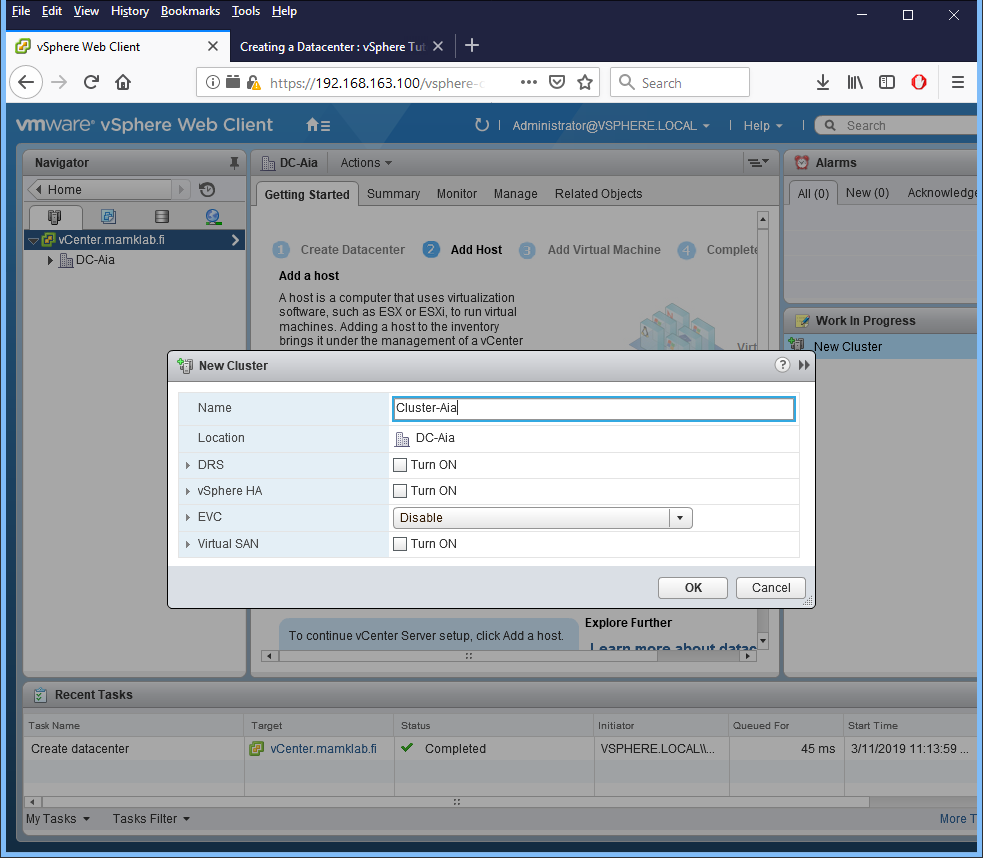 File Edit View History Bookmarks Tools Help
vSphere Web Client
Creating a Datacenter : vSphere Tut
https://192.168.163.100/vsphere-c
Search
vmware® vSphere Web Client
Administrator@VSPHERE.LOCAL
Help
Search
Navigator
Home
vCenter.mamklab.fi
DC-Aia
DC-Aia Actions
Getting Started Summary Monitor Manage Related Objects
1 Create Datacenter 2 Add Host 3 Add Virtual Machine 4 Complete
Add a host
A host is a computer that uses virtualization
software, such as ESX or ESXi, to run virtual
machines. Adding a host to the inventory
brings it under the management of a vCenter
Virt
Alarms
All (0) New (0) Acknowledge
Work In Progress
New Cluster
New Cluster
Name Cluster-Aia
Location DC-Aia
DRS Turn ON
vSphere HA Turn ON
EVC Disable
Virtual SAN Turn ON
OK Cancel
To continue vCenter Server setup, click Add a host.
Explore Further
Learn more about datac
Recent Tasks
Task Name Target Status Initiator Queued For Start Time
Create datacenter vCenter.mamklab.fi Completed VSPHERE.LOCAL\\... 45 ms 3/11/2019 11:13:59 ...
My Tasks Tasks Filter More T